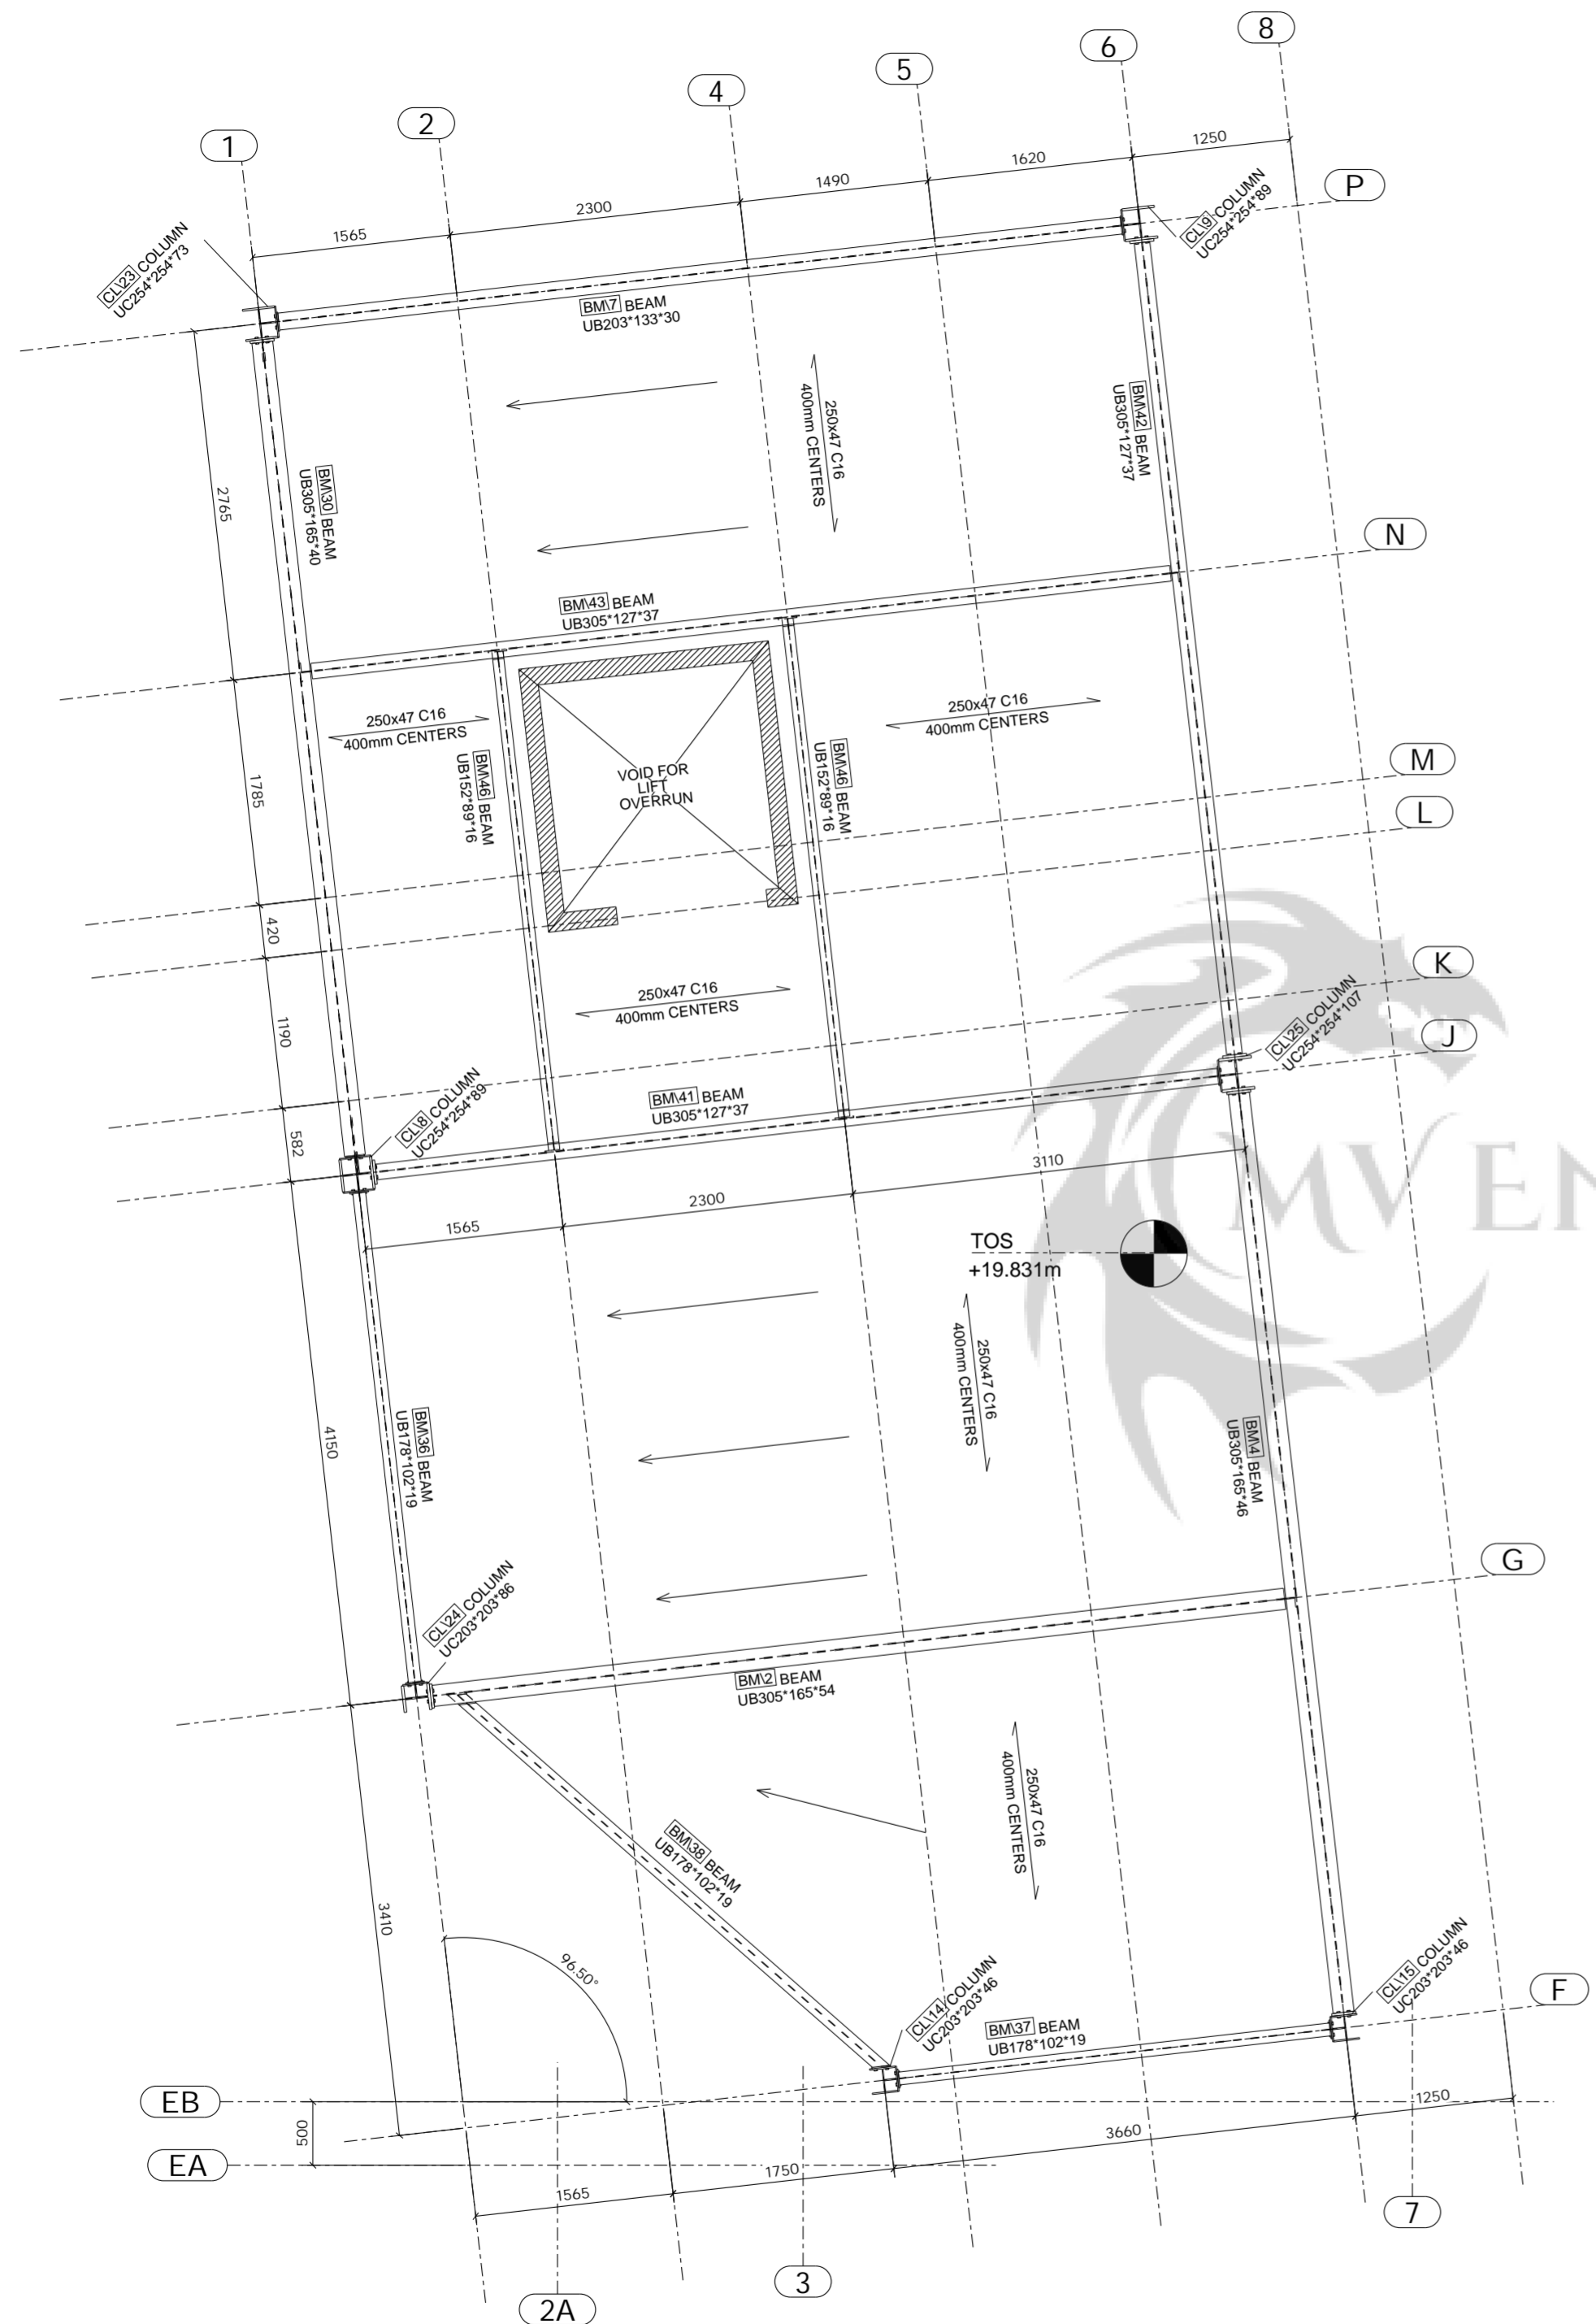 8
6
5
4
2
1
1250
1620
1490
2300
1565
P
CL\9 COLUMN
UC254*254*89
CL\23 COLUMN
UC254*254*73
BM\7 BEAM
UB203*133*30
250x47 C16
400mm CENTERS
BM\42 BEAM
UB305*127*37
2765
BM\30 BEAM
UB305*165*40
N
BM\43 BEAM
UB305*127*37
250x47 C16
400mm CENTERS
BM\46 BEAM
UB152*89*16
VOID FOR
LIFT
OVERRUN
BM\46 BEAM
UB152*89*16
250x47 C16
400mm CENTERS
1785
M
L
420
250x47 C16
400mm CENTERS
K
1190
CL\25 COLUMN
UC254*254*107
J
CL\8 COLUMN
UC254*254*89
BM\41 BEAM
UB305*127*37
582
1565
2300
3110
MV EN
TOS
+19.831m
250x47 C16
400mm CENTERS
4150
BM\36 BEAM
UB178*102*19
BM\4 BEAM
UB305*165*46
G
CL\24 COLUMN
UC203*203*86
BM\2 BEAM
UB305*165*54
250x47 C16
400mm CENTERS
BM\38 BEAM
UB178*102*19
3410
96.50°
CL\14 COLUMN
UC203*203*46
BM\37 BEAM
UB178*102*19
CL\15 COLUMN
UC203*203*46
F
EB
500
EA
1565
1750
3660
1250
7
3
2A